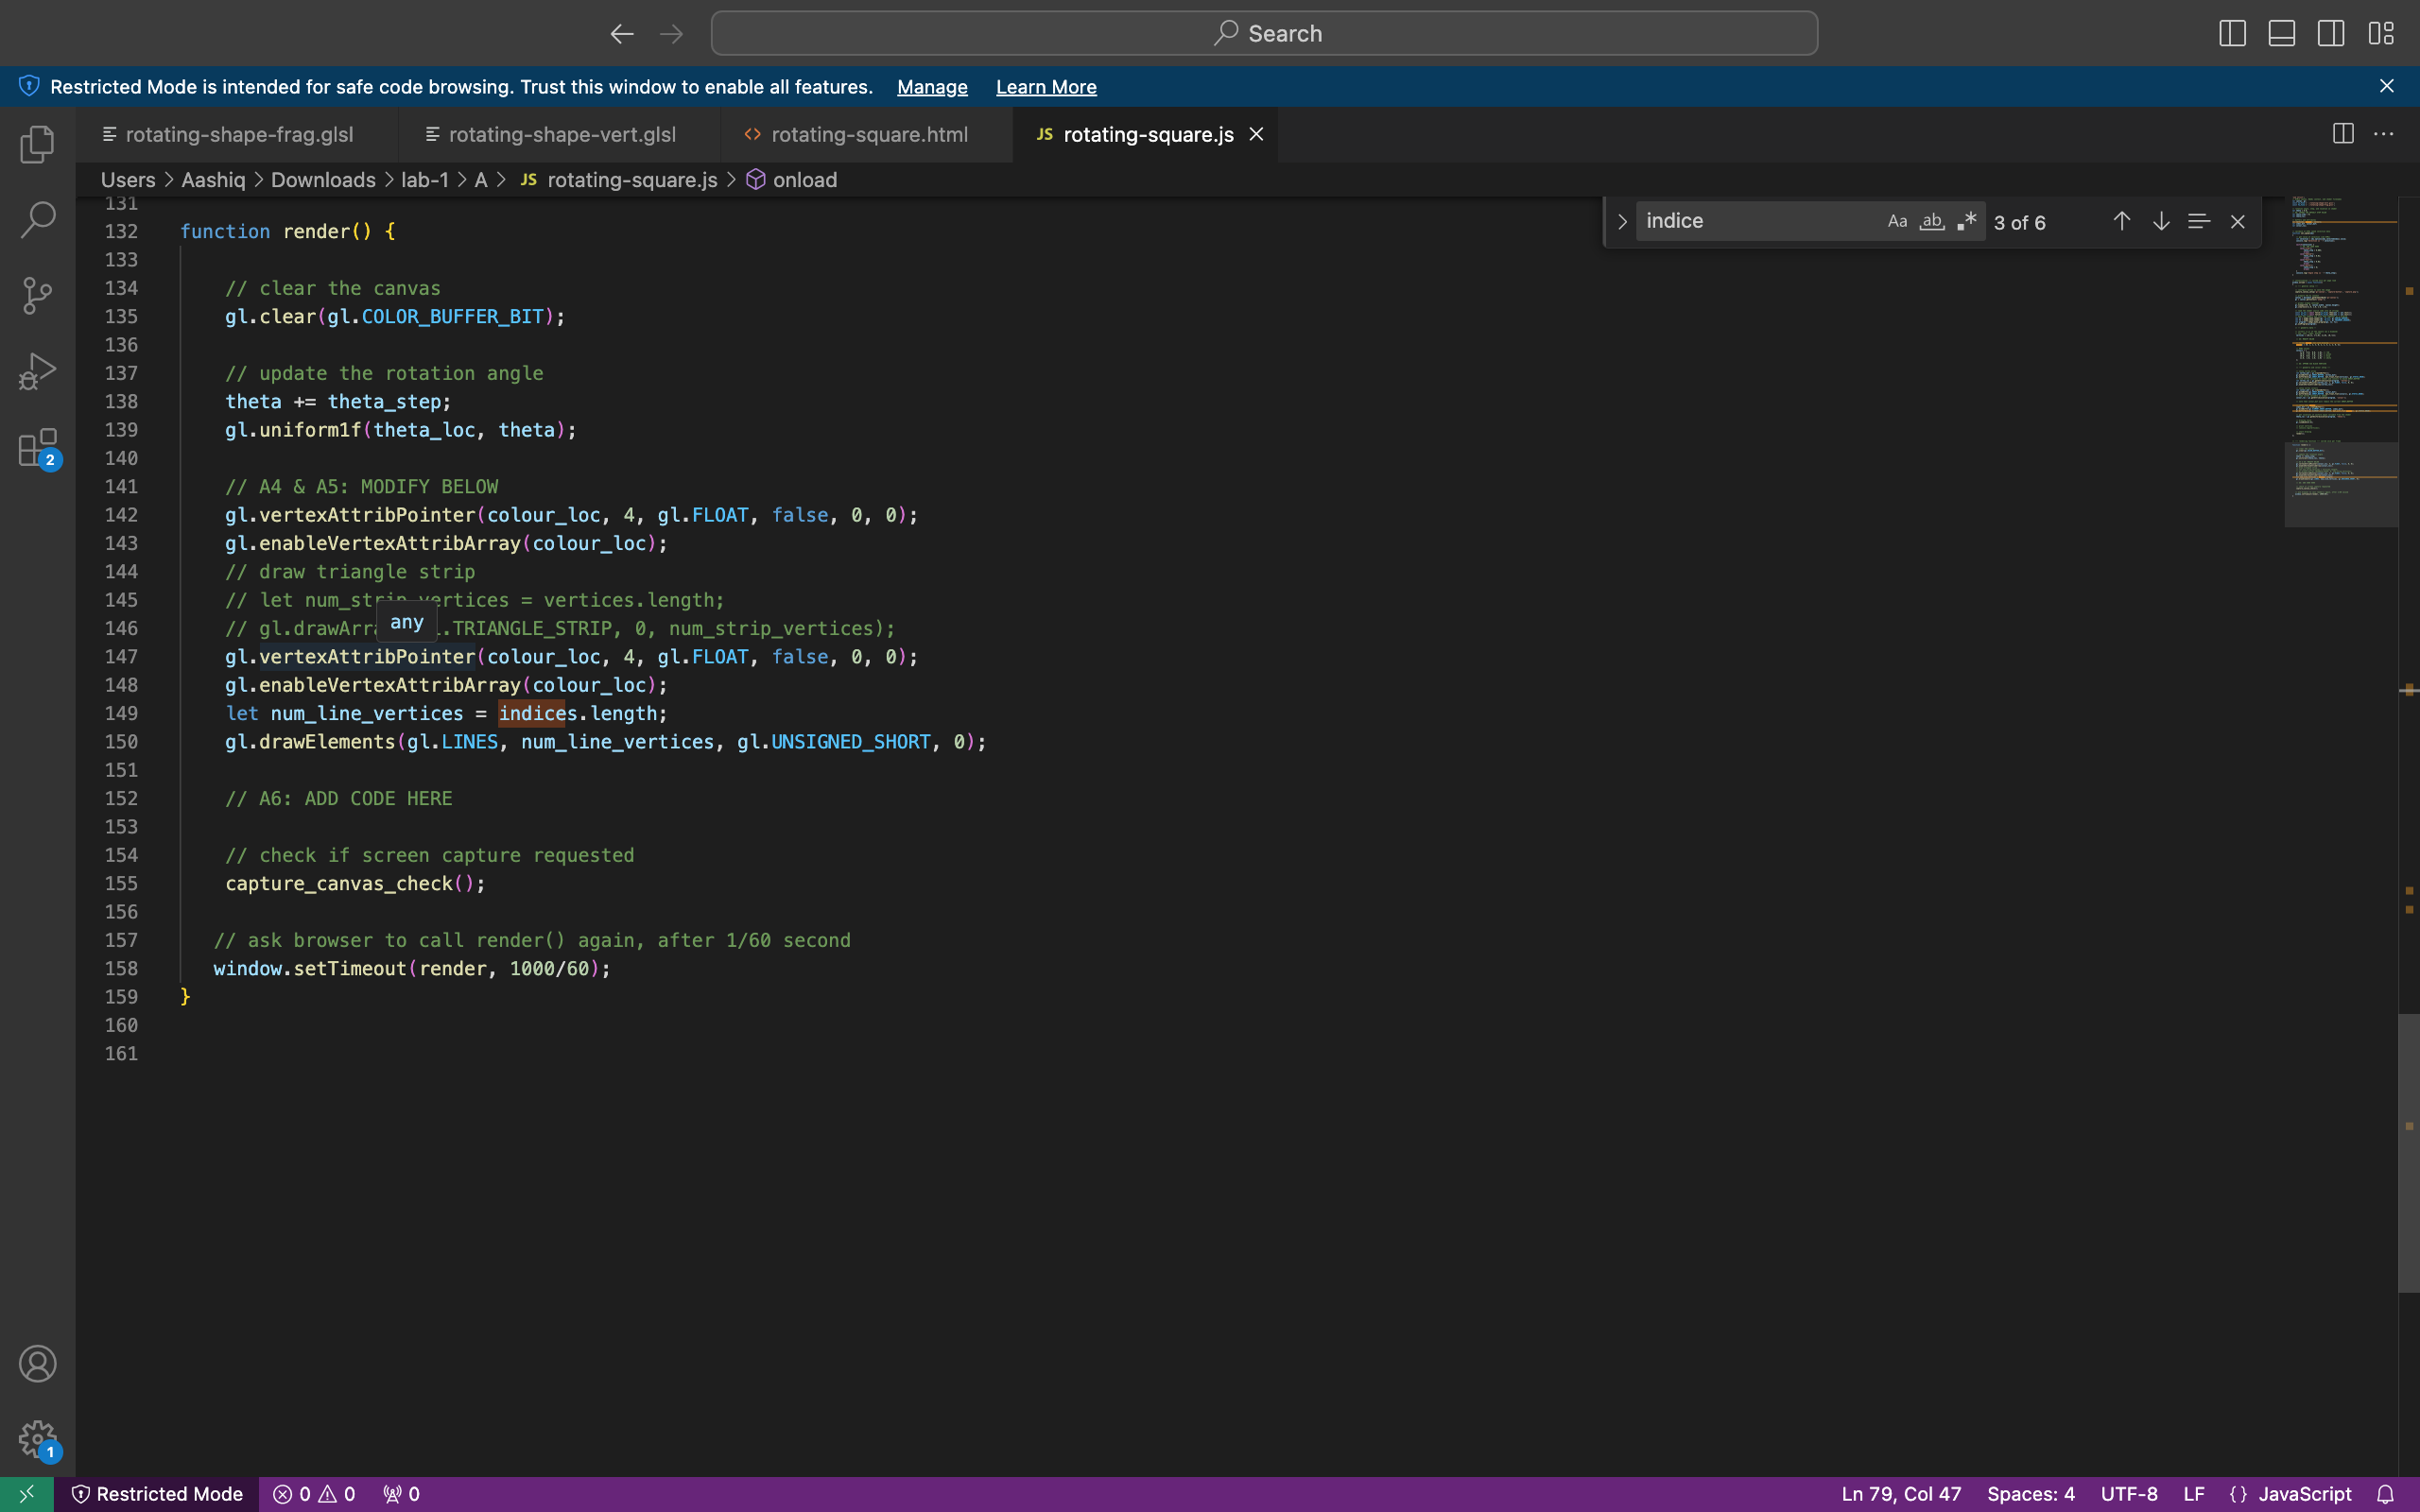 Search
Restricted Mode is intended for safe code browsing. Trust this window to enable all features. Manage Learn More
rotating-shape-frag.glsl rotating-shape-vert.glsl rotating-square.html JS rotating-square.js
Users > Aashiq > Downloads > lab-1 > A > JS rotating-square.js > onload
indice Aa ab .* 3 of 6
131
132 function render() {
133
134 // clear the canvas
135 gl.clear(gl.COLOR_BUFFER_BIT);
136
137 // update the rotation angle
138 theta += theta_step;
139 gl.uniform1f(theta_loc, theta);
140
141 // A4 & A5: MODIFY BELOW
142 gl.vertexAttribPointer(colour_loc, 4, gl.FLOAT, false, 0, 0);
143 gl.enableVertexAttribArray(colour_loc);
144 // draw triangle strip
145 // let num_strip_vertices = vertices.length;
146 // gl.drawArra any .TRIANGLE_STRIP, 0, num_strip_vertices);
147 gl.vertexAttribPointer(colour_loc, 4, gl.FLOAT, false, 0, 0);
148 gl.enableVertexAttribArray(colour_loc);
149 let num_line_vertices = indices.length;
150 gl.drawElements(gl.LINES, num_line_vertices, gl.UNSIGNED_SHORT, 0);
151
152 // A6: ADD CODE HERE
153
154 // check if screen capture requested
155 capture_canvas_check();
156
157 // ask browser to call render() again, after 1/60 second
158 window.setTimeout(render, 1000/60);
159 }
160
161
2
1
Restricted Mode 0 0 0 Ln 79, Col 47 Spaces: 4 UTF-8 LF {} JavaScript